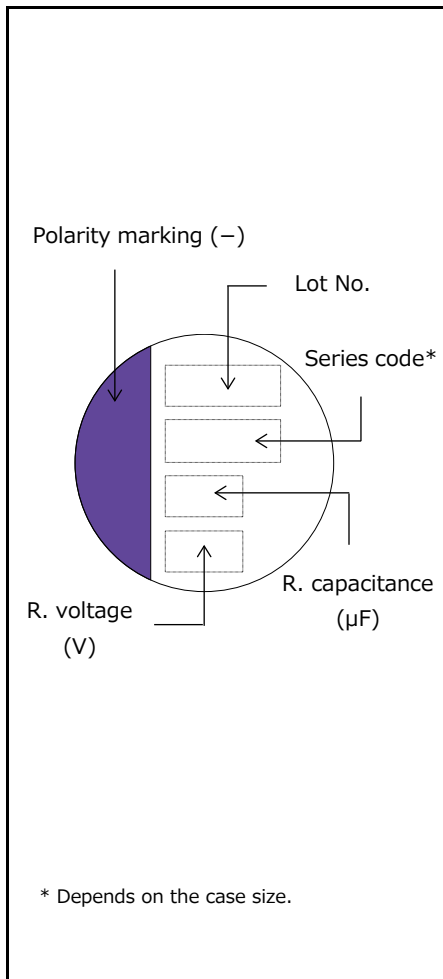 Polarity marking (−)
Lot No.
Series code*
R. capacitance
(µF)
R. voltage
(V)
* Depends on the case size.